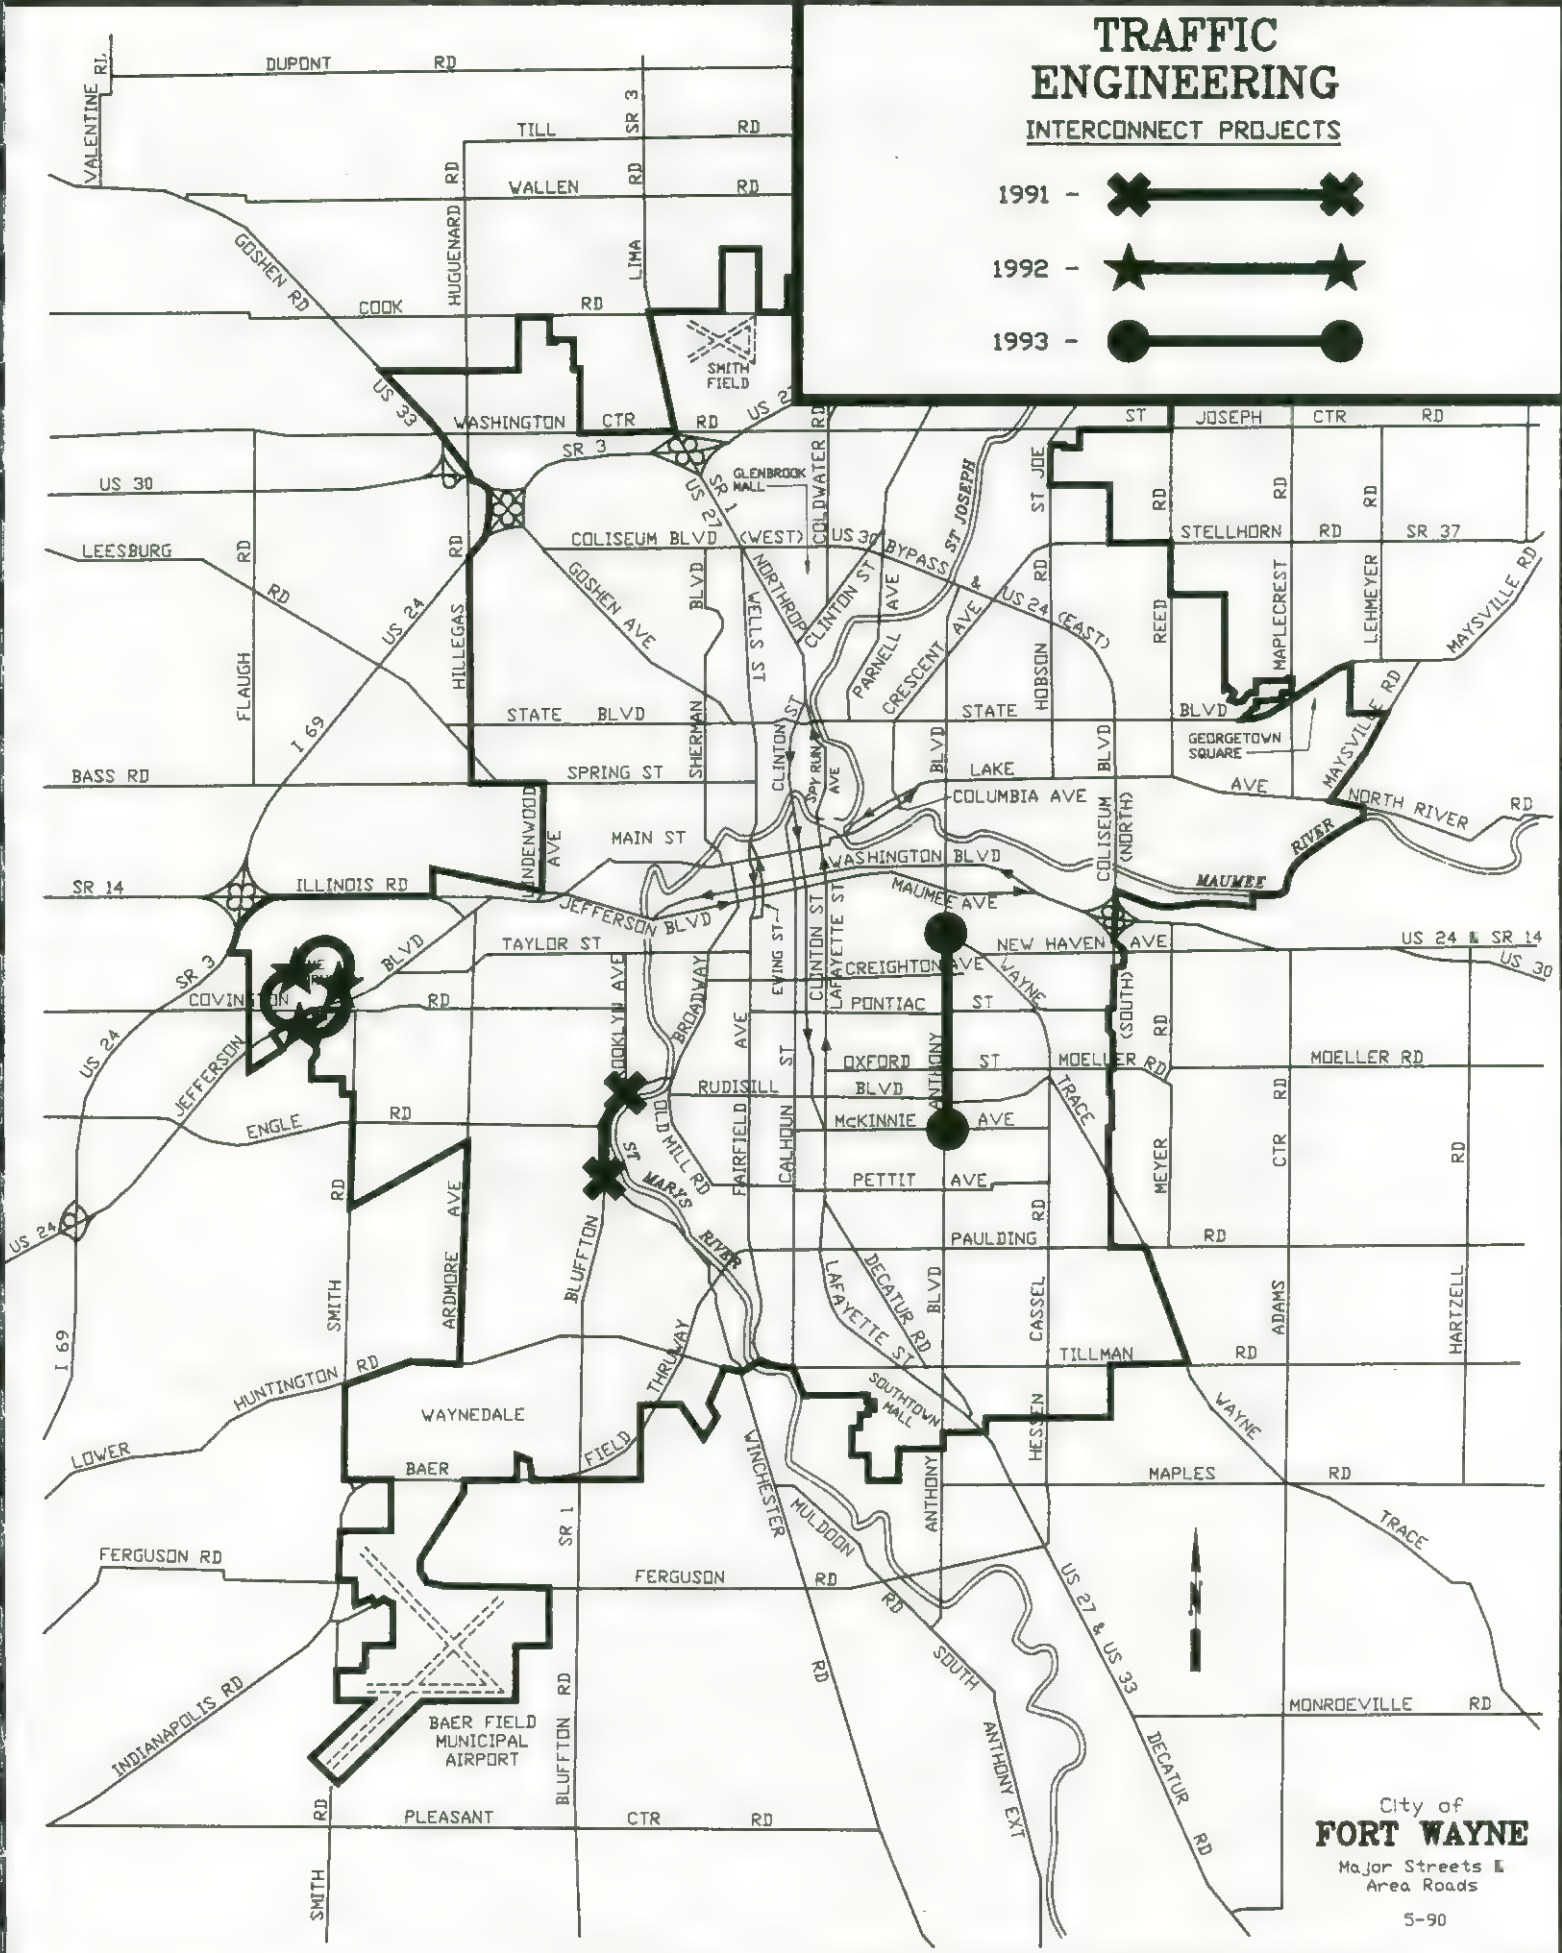 TRAFFIC
ENGINEERING
INTERCONNECT PROJECTS
1991 -
1992 -
1993 -
DUPONT RD
VALENTINE
TILL RD
SR 3
WALLEN RD
HUGUENARD RD
LIMA RD
GOSHEN RD
COOK RD
SMITH
FIELD
US 33
WASHINGTON CTR RD
US 27
ST JOSEPH CTR RD
SR 3
US 30
GLENBROOK
MALL
COLDWATER RD
SR 1
US 27
ST JOSEPH
ST JOE RD
STELLHORN RD SR 37
COLISEUM BLVD (WEST) US 30 BYPASS & US 24 (EAST)
LEESBURG RD
FLAUGH RD
US 24
I 69
HILLEGAS RD
GOSHEN AVE
SHERMAN BLVD
WELLS ST
NORTHROP
CLINTON ST
PARNELL AVE
CRESCENT AVE
HOBSON RD
REED RD
MAPLECREST RD
LEHMEYER RD
MAYSVILLE RD
STATE BLVD
STATE BLVD
GEORGETOWN
SQUARE
MAYSVILLE RD
BASS RD
SPRING ST
CLINTON ST
SPY RUN
AVE
BLVD
LAKE AVE
COLUMBIA AVE
COLISEUM BLVD
(NORTH)
NORTH RIVER RD
LINDENWOOD
AVE
MAIN ST
WASHINGTON BLVD
MAUMEE AVE
MAUMEE RIVER
SR 14
ILLINOIS RD
JEFFERSON BLVD
TAYLOR ST
EWING ST
CLINTON ST
LAFAYETTE ST
NEW HAVEN AVE
US 24 & SR 14
US 30
SR 3
COVINGTON RD
BLVD
BROADWAY
CREIGHTON AVE
WAYNE TRACE
PONTIAC ST
(SOUTH)
US 24
JEFFERSON
FAIRFIELD AVE
OXFORD ST
MOELLER RD
MOELLER RD
RUDISILL BLVD
ANTHONY
ENGLE RD
OLD MILL RD
CALHOUN ST
McKINNIE AVE
ST MARYS RIVER
PETTIT AVE
MEYER RD
ADAMS CTR RD
HARTZELL RD
US 24
I 69
SMITH RD
ARDMORE AVE
BLUFFTON
PAULDING RD
DECATUR RD
LAFAYETTE ST
BLVD
HESSEN CASSEL RD
TILLMAN RD
LOWER HUNTINGTON RD
THRUWAY
SOUTHTOWN
MALL
WAYNE TRACE
WAYNEDALE
BAER FIELD
WINCHESTER RD
ANTHONY
MAPLES RD
MULDOON RD
SR 1
FERGUSON RD
FERGUSON RD
US 27 & US 33
SOUTH ANTHONY EXT
DECATUR RD
MONROEVILLE RD
INDIANAPOLIS RD
BAER FIELD
MUNICIPAL
AIRPORT
BLUFFTON RD
PLEASANT CTR RD
SMITH RD
City of
FORT WAYNE
Major Streets &
Area Roads
5-90